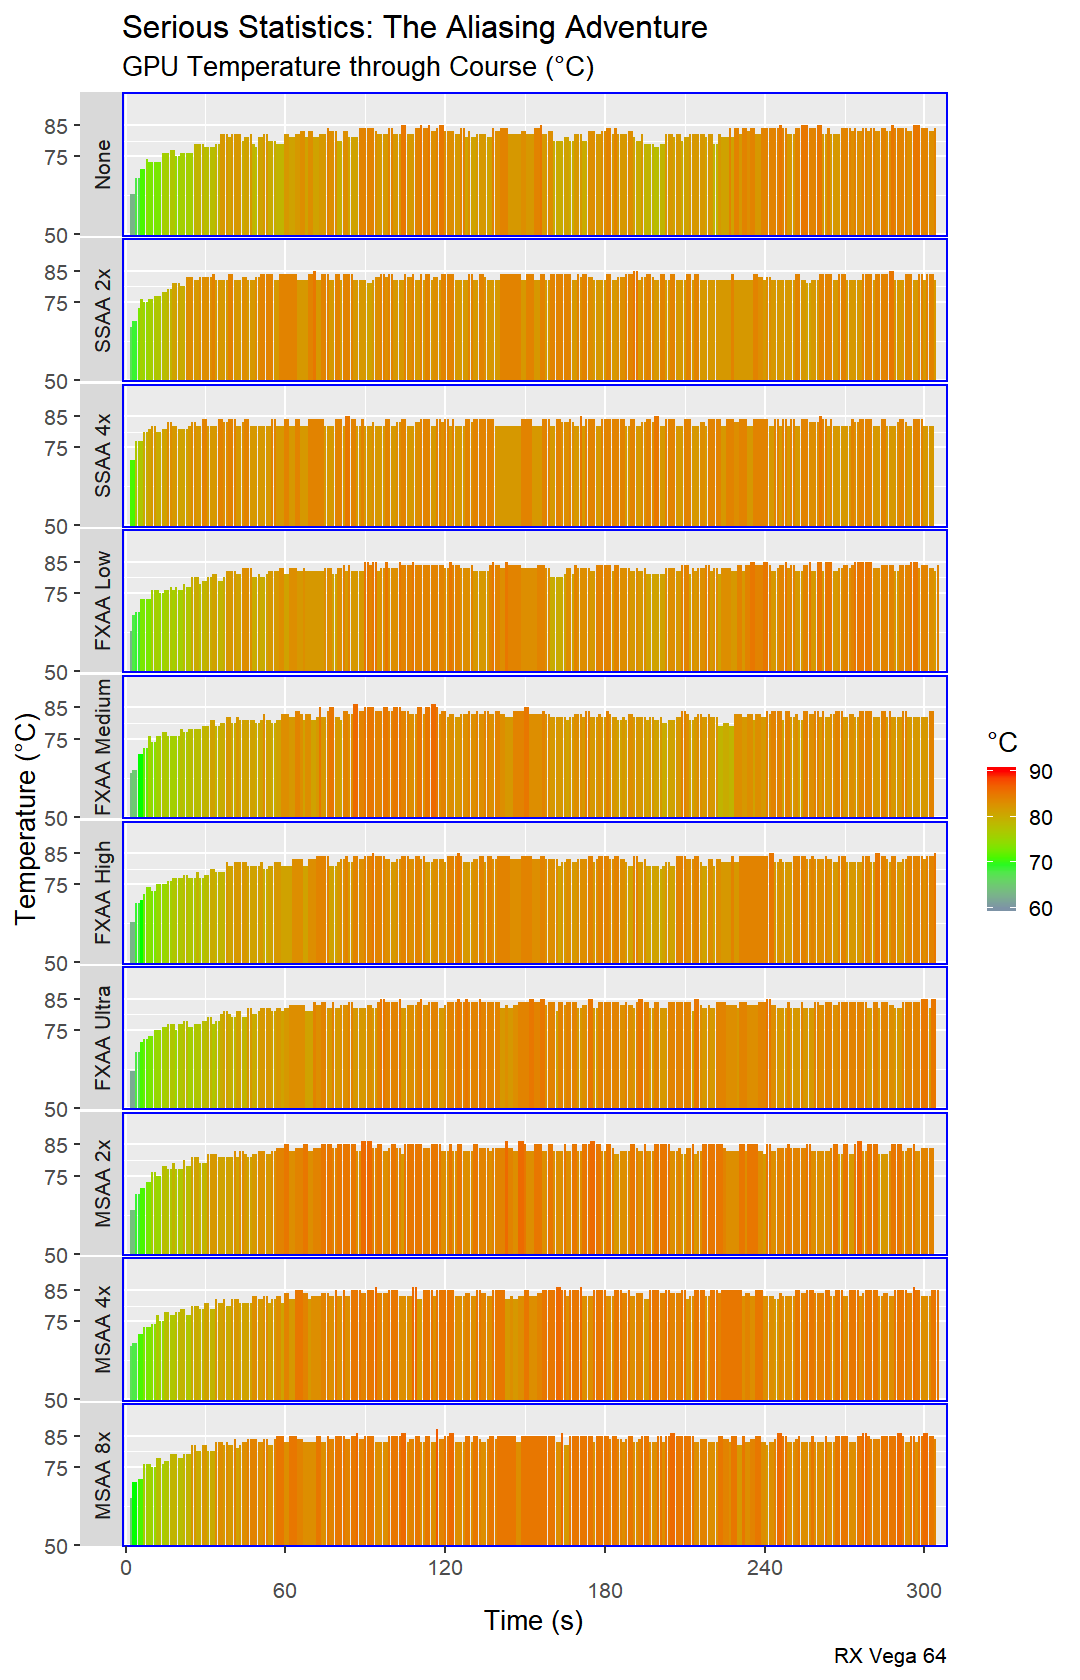 Serious Statistics: The Aliasing Adventure
GPU Temperature through Course (°C)
Temperature (°C)
None
85
75
50
SSAA 2x
85
75
50
SSAA 4x
85
75
50
FXAA Low
85
75
50
FXAA Medium
85
75
50
FXAA High
85
75
50
FXAA Ultra
85
75
50
MSAA 2x
85
75
50
MSAA 4x
85
75
50
MSAA 8x
85
75
50
0
60
120
180
240
300
Time (s)
°C
90
80
70
60
RX Vega 64